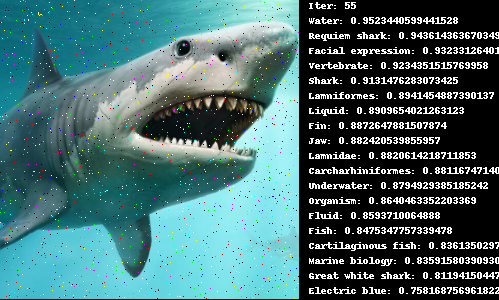 Iter: 55
Water: 0.9523440599441528
Requiem shark: 0.943614363670349
Facial expression: 0.93233126401
Vertebrate: 0.9234351515769958
Shark: 0.9131476283073425
Lamniformes: 0.8941454887390137
Liquid: 0.8909654021263123
Fin: 0.8872647881507874
Jaw: 0.882420539855957
Lamnidae: 0.8820614218711853
Carcharhiniformes: 0.88116747140
Underwater: 0.8794929385185242
Organism: 0.8640463352203369
Fluid: 0.8593710064888
Fish: 0.8475347757339478
Cartilaginous fish: 0.8361350297
Marine biology: 0.83591580390930
Great white shark: 0.81194150447
Electric blue: 0.758168756961822